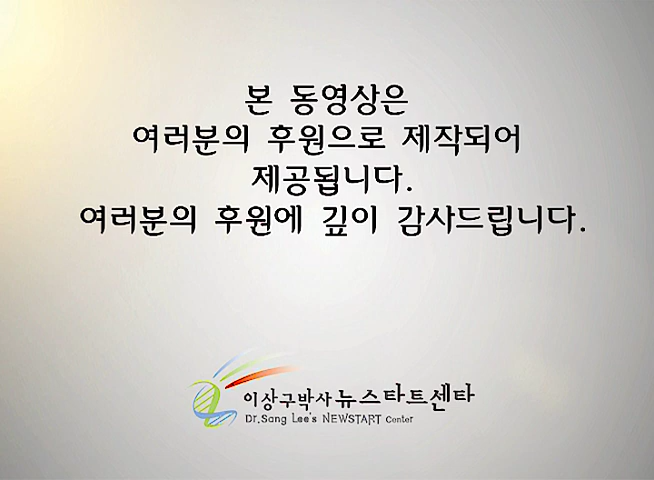 본 동영상은
여러분의 후원으로 제작되어
제공됩니다.
여러분의 후원에 깊이 감사드립니다.
이상구박사 뉴스타트센타
Dr.Sang Lee's NEWSTART Center